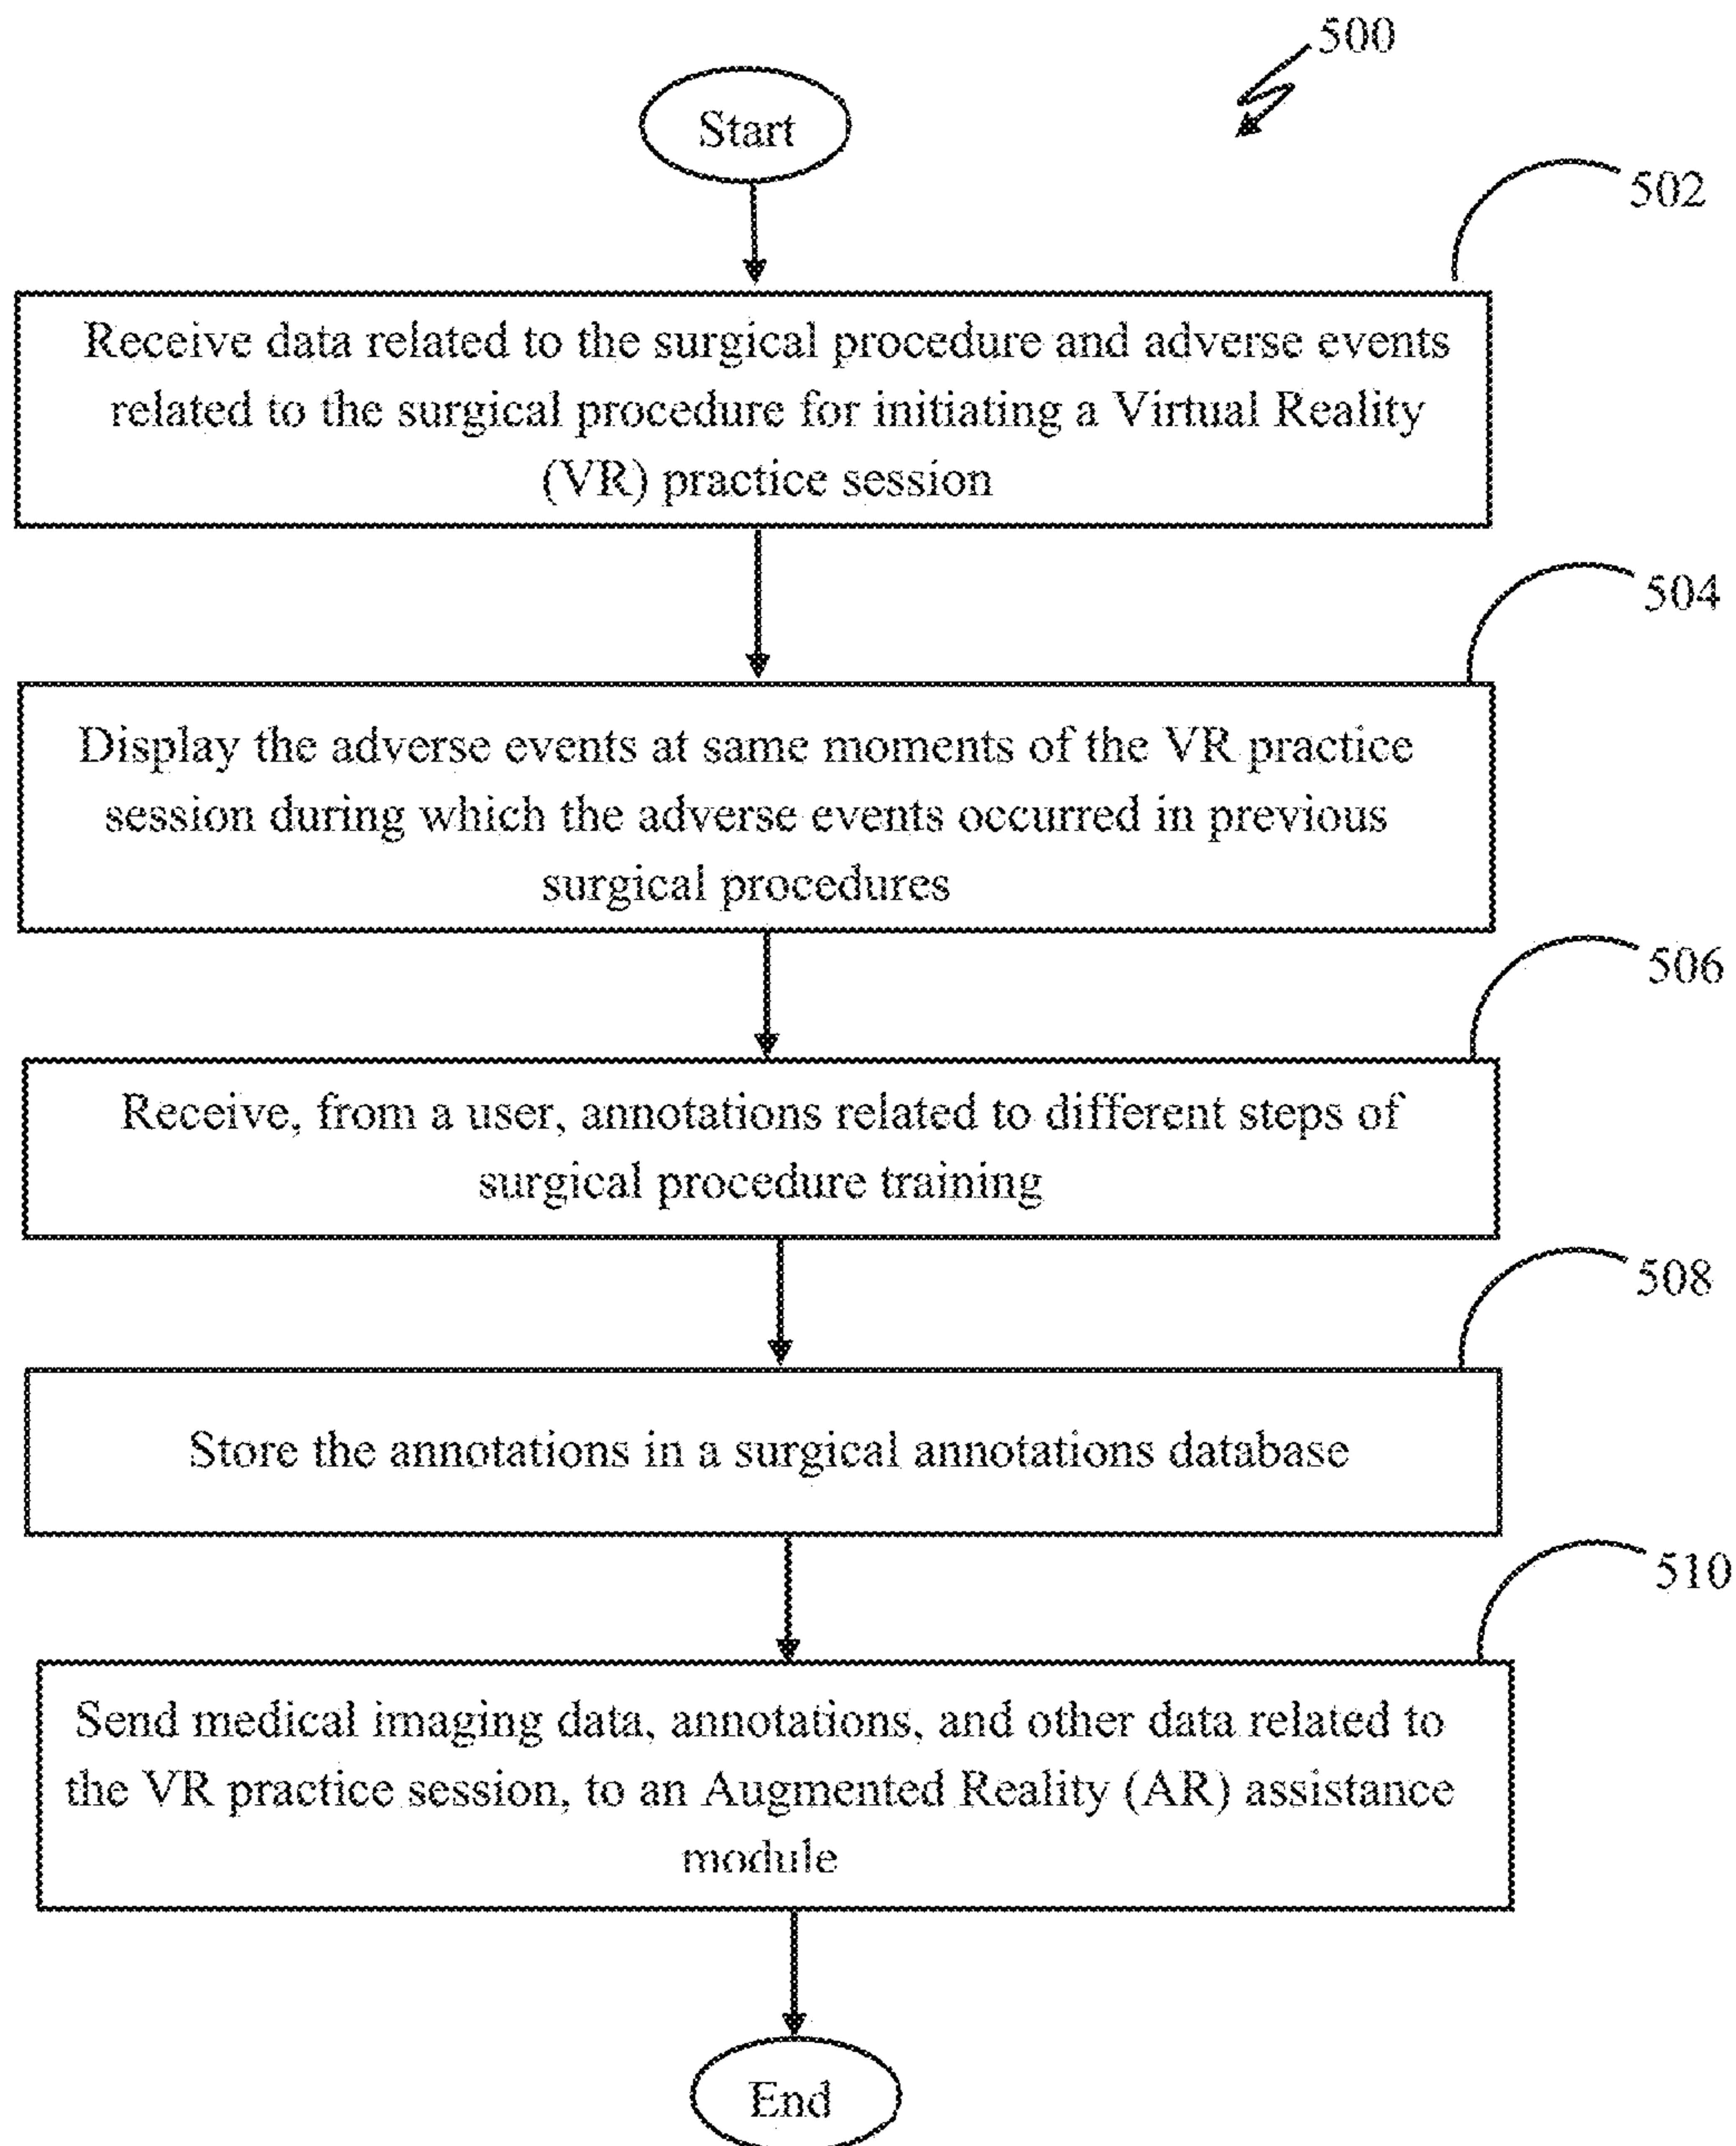 500
Start
502
Receive data related to the surgical procedure and adverse events
related to the surgical procedure for initiating a Virtual Reality
(VR) practice session
504
Display the adverse events at same moments of the VR practice
session during which the adverse events occurred in previous
surgical procedures
506
Receive, from a user, annotations related to different steps of
surgical procedure training
508
Store the annotations in a surgical annotations database
510
Send medical imaging data, annotations, and other data related to
the VR practice session, to an Augmented Reality (AR) assistance
module
End